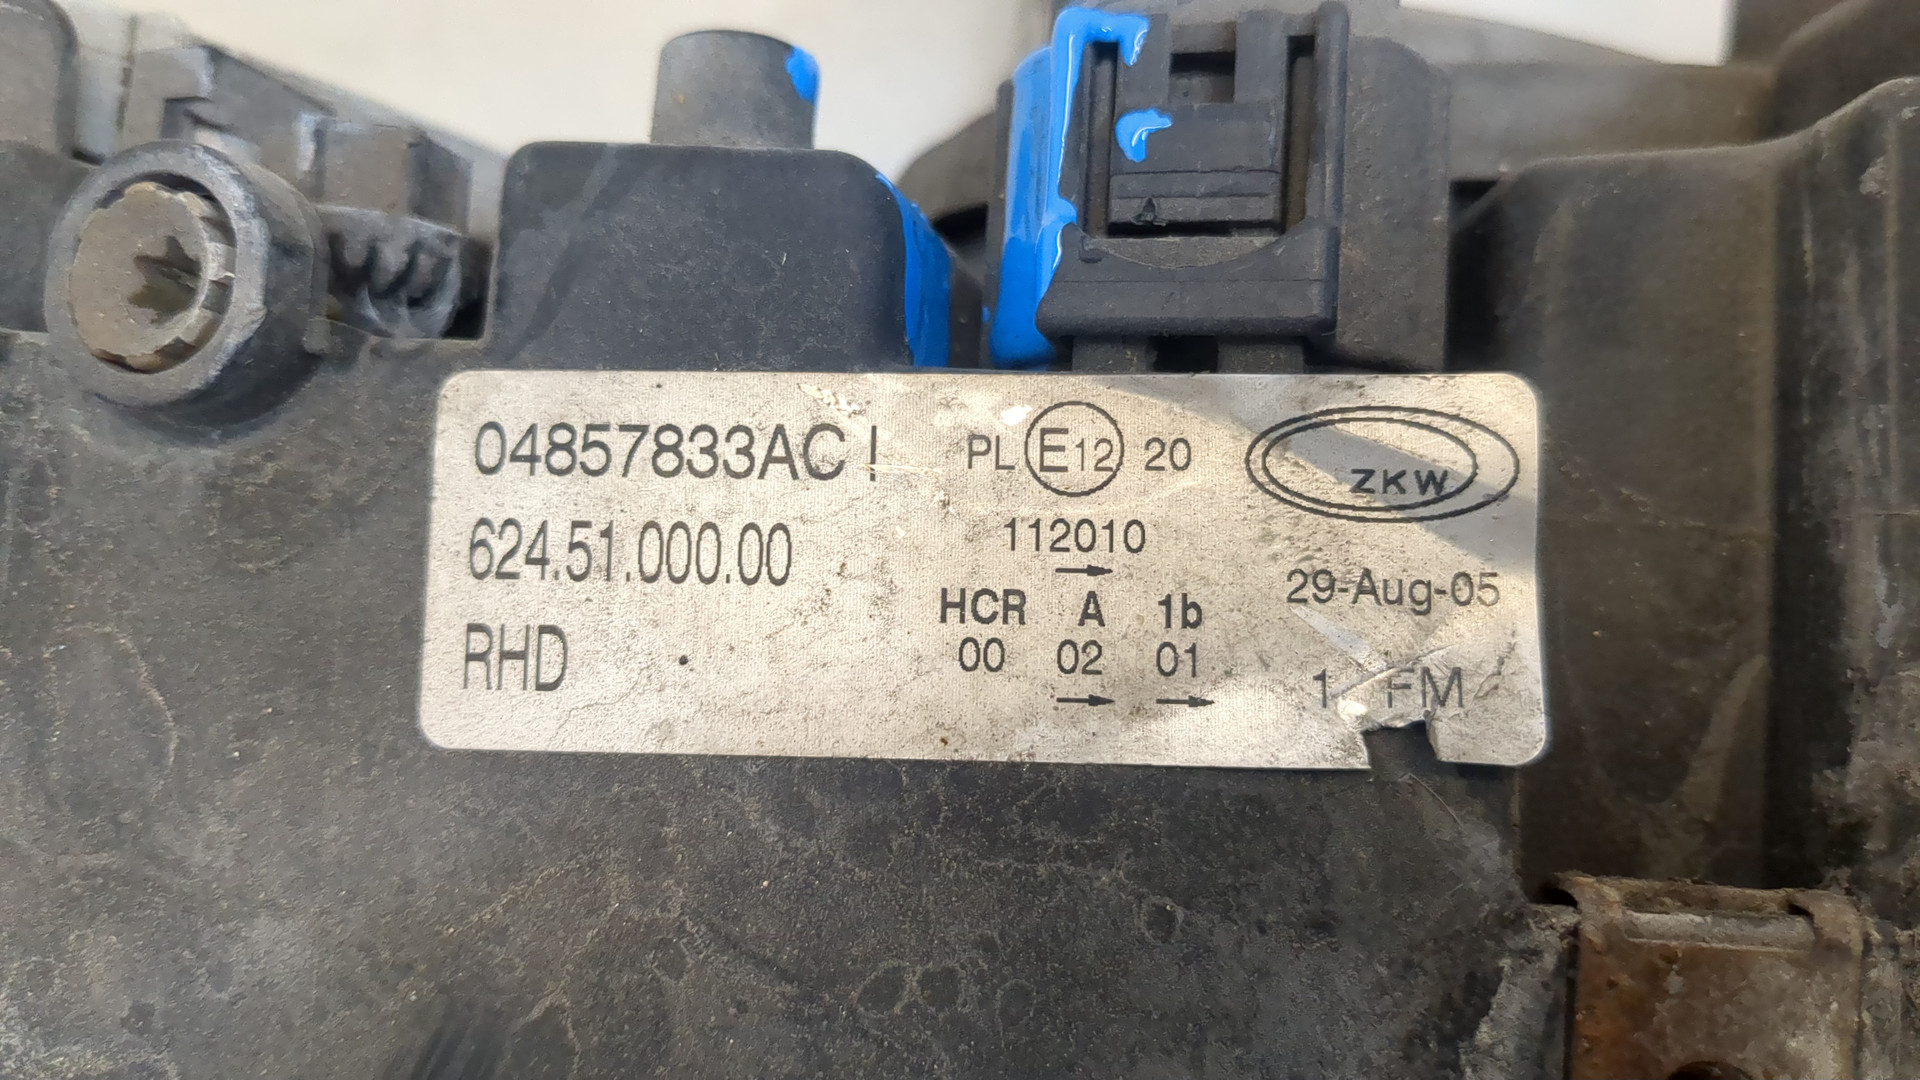 04857833AC !
624.51.000.00
RHD
PL E12 20
112010
→
HCR A 1b
00 02 01
→ →
ZKW
29-Aug-05
1 FM